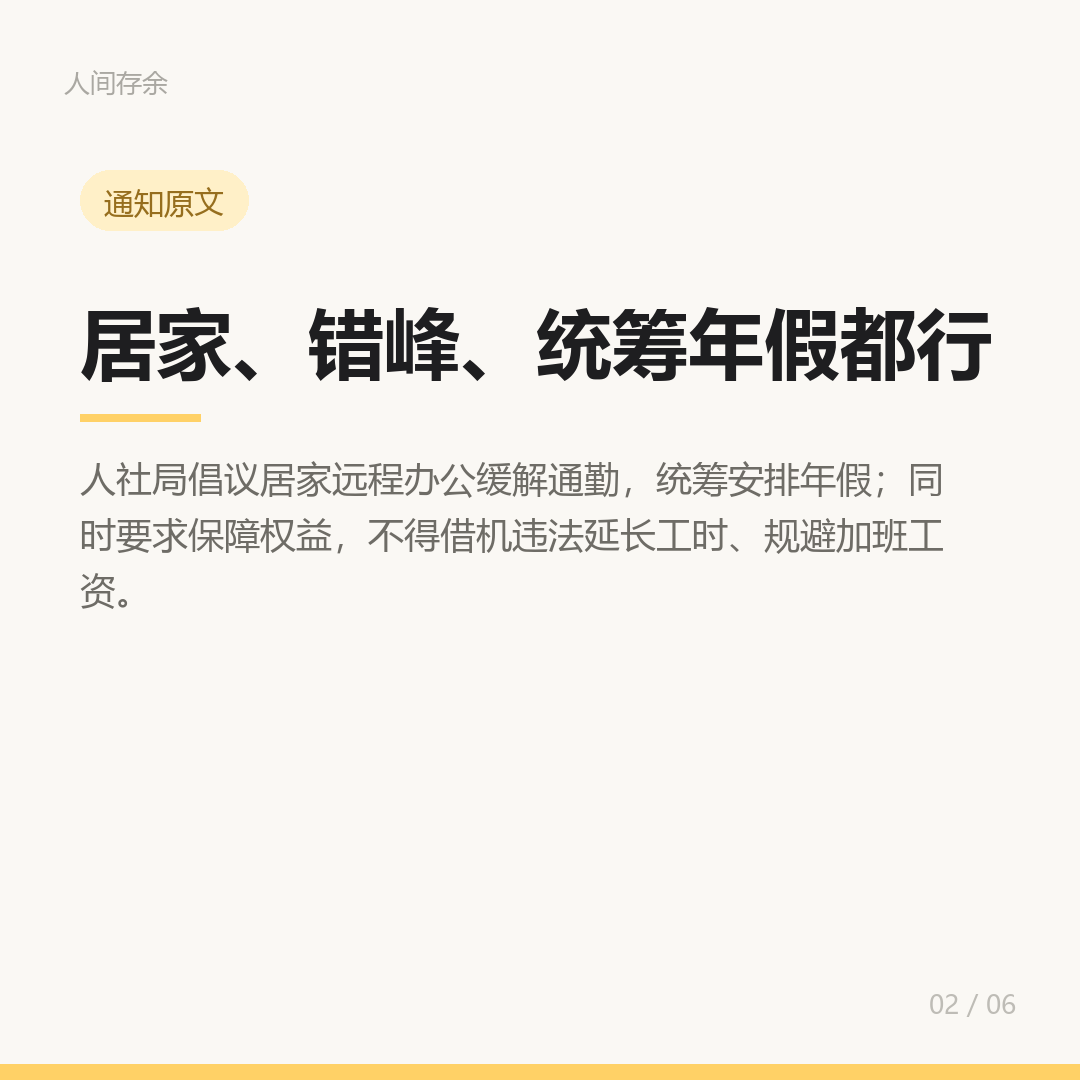 人间存余
通知原文
居家、错峰、统筹年假都行
人社局倡议居家远程办公缓解通勤，统筹安排年假；同
时要求保障权益，不得借机违法延长工时、规避加班工
资。
02 / 06